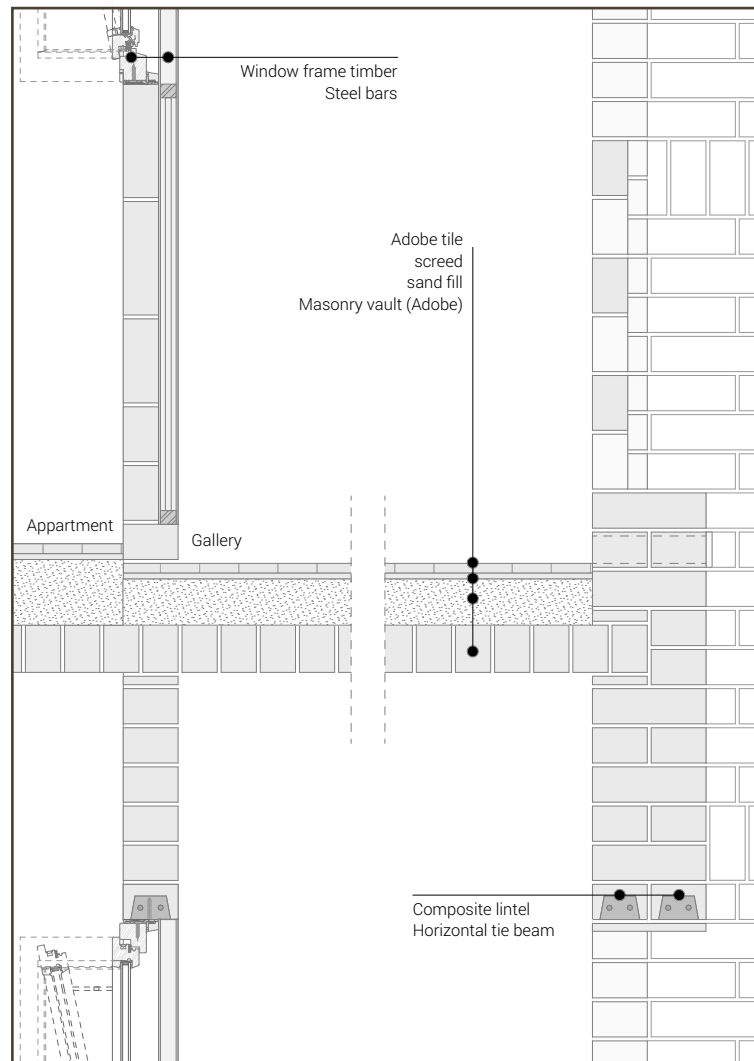 Window frame timber
Steel bars
Adobe tile
screed
sand fill
Masonry vault (Adobe)
Appartment
Gallery
Composite lintel
Horizontal tie beam